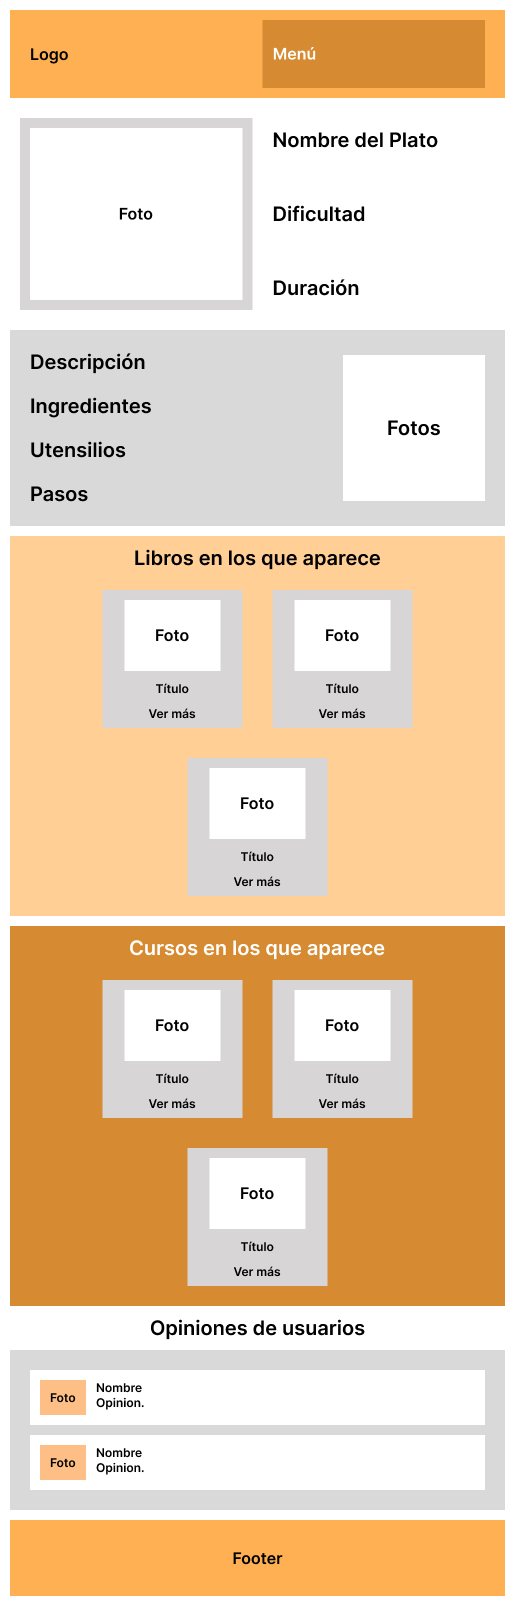 Logo
Menú
Foto
Nombre del Plato
Dificultad
Duración
Descripción
Ingredientes
Utensilios
Pasos
Fotos
Libros en los que aparece
Foto
Título
Ver más
Foto
Título
Ver más
Foto
Título
Ver más
Cursos en los que aparece
Foto
Título
Ver más
Foto
Título
Ver más
Foto
Título
Ver más
Opiniones de usuarios
Foto
Nombre
Opinion.
Foto
Nombre
Opinion.
Footer